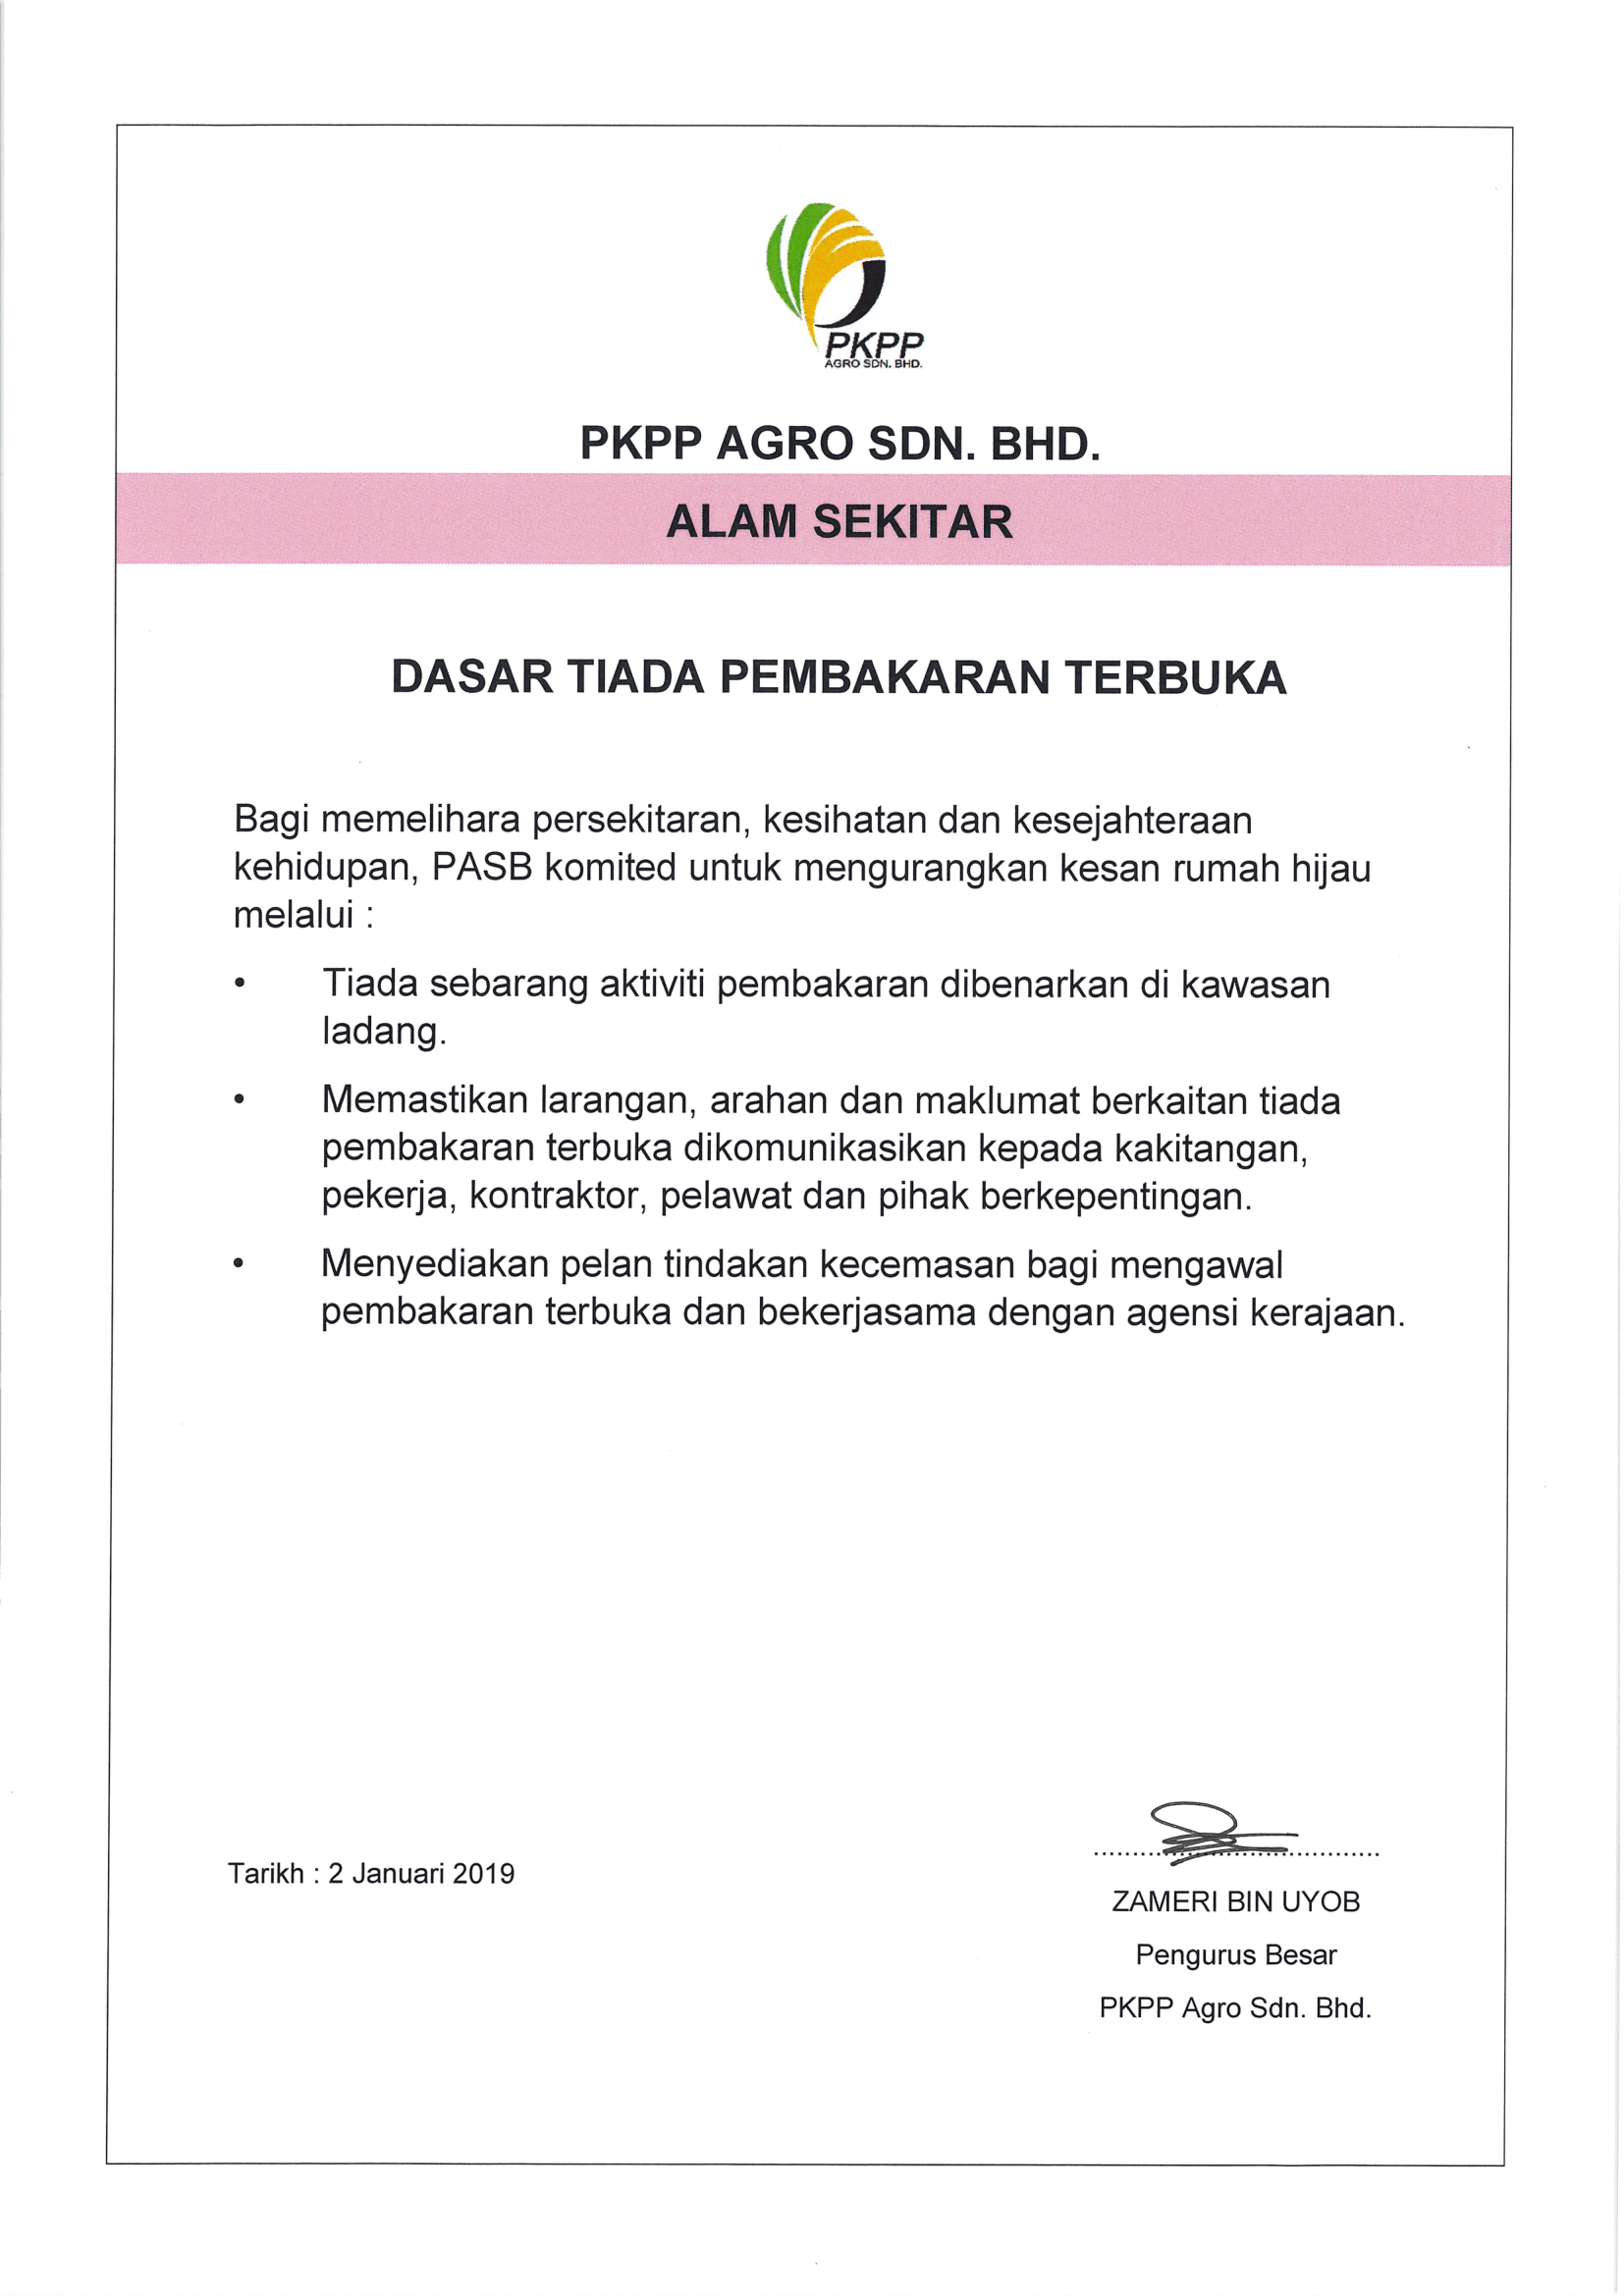 PKPP
AGRO SDN. BHD.
PKPP AGRO SDN. BHD.
ALAM SEKITAR
DASAR TIADA PEMBAKARAN TERBUKA
Bagi memelihara persekitaran, kesihatan dan kesejahteraan
kehidupan, PASB komited untuk mengurangkan kesan rumah hijau
melalui :
• Tiada sebarang aktiviti pembakaran dibenarkan di kawasan
ladang.
• Memastikan larangan, arahan dan maklumat berkaitan tiada
pembakaran terbuka dikomunikasikan kepada kakitangan,
pekerja, kontraktor, pelawat dan pihak berkepentingan.
• Menyediakan pelan tindakan kecemasan bagi mengawal
pembakaran terbuka dan bekerjasama dengan agensi kerajaan.
Tarikh : 2 Januari 2019
ZAMERI BIN UYOB
Pengurus Besar
PKPP Agro Sdn. Bhd.